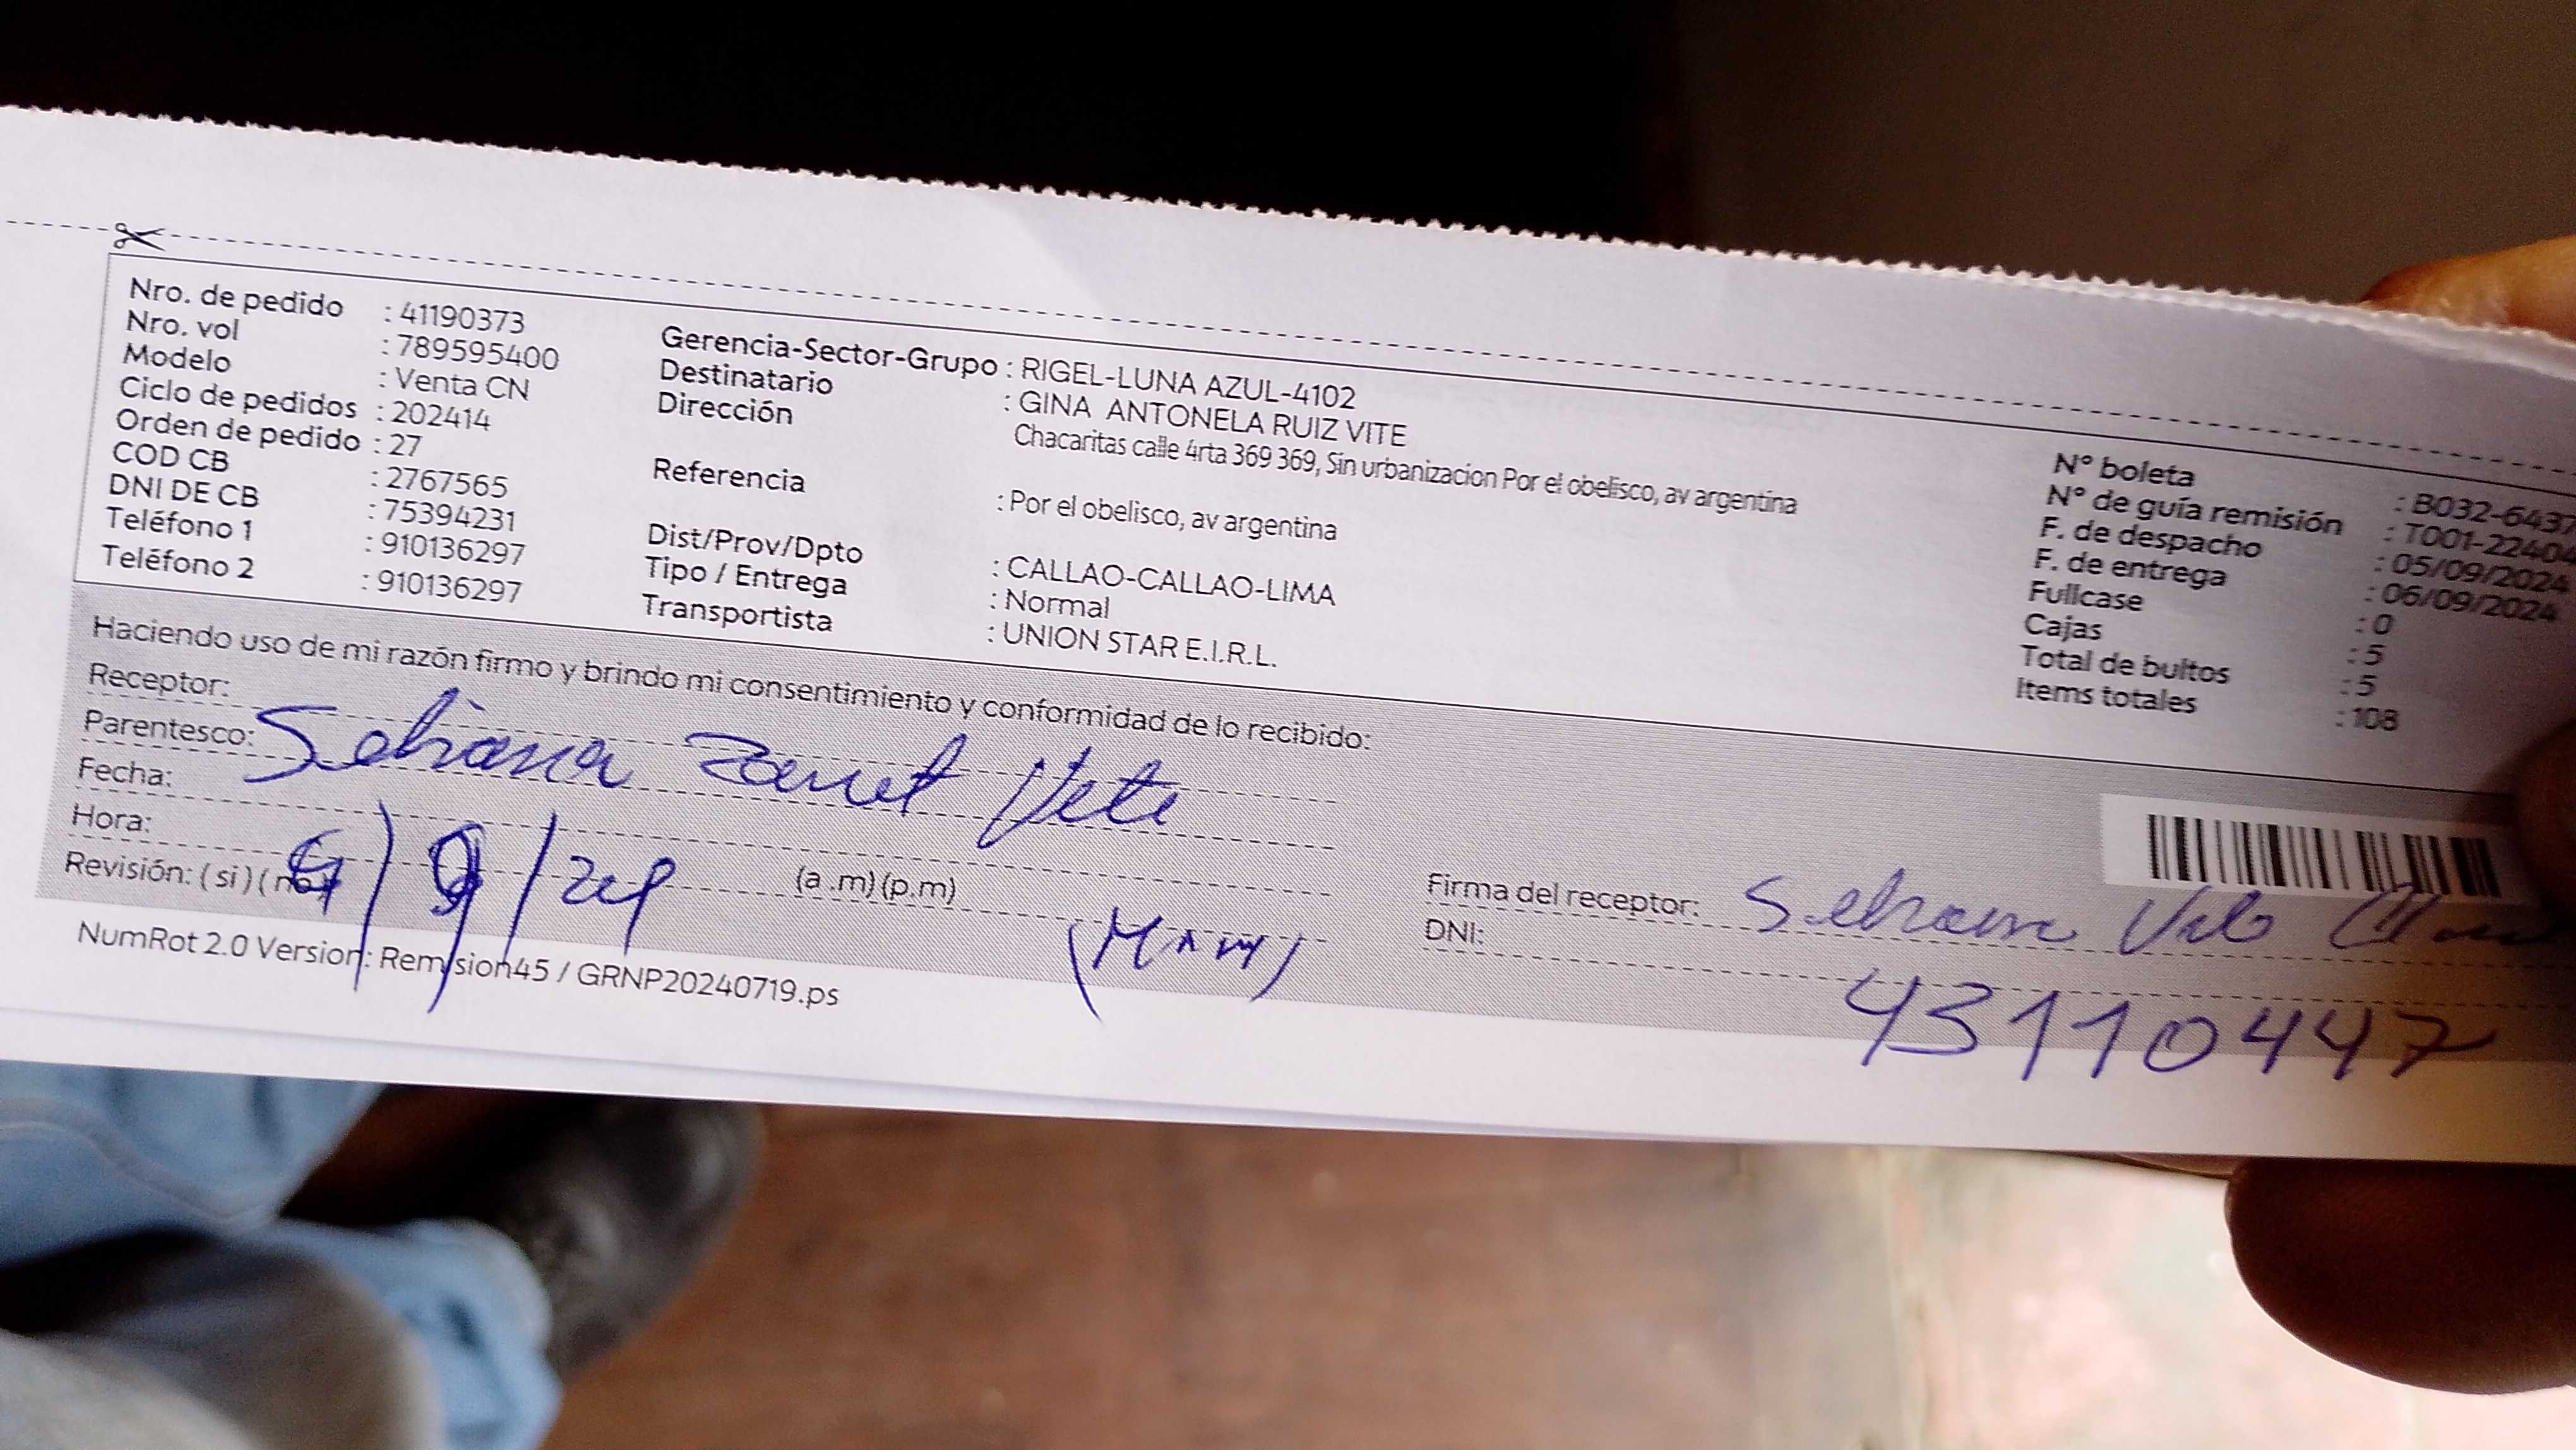 Nro. de pedido : 41190373
Nro. vol : 789595400
Modelo : Venta CN
Ciclo de pedidos : 202414
Orden de pedido : 27
COD CB : 2767565
DNI DE CB : 75394231
Teléfono 1 : 910136297
Teléfono 2 : 910136297
Gerencia-Sector-Grupo : RIGEL-LUNA AZUL-4102
Destinatario : GINA ANTONELA RUIZ VITE
Dirección Chacaritas calle 4rta 369 369, Sin urbanizacion Por el obelisco, av argentina
Referencia : Por el obelisco, av argentina
Dist/Prov/Dpto : CALLAO-CALLAO-LIMA
Tipo / Entrega : Normal
Transportista : UNION STAR E.I.R.L.
N° boleta : B032-6437
N° de guía remisión : T001-22404
F. de despacho : 05/09/2024
F. de entrega : 06/09/2024
Fullcase : 0
Cajas : 5
Total de bultos : 5
Items totales : 108
Haciendo uso de mi razón firmo y brindo mi consentimiento y conformidad de lo recibido:
Receptor:
Parentesco: Vite
Fecha:
Hora: (a .m) (p.m)
Revisión: ( si ) ( no )
Firma del receptor:
DNI: 43110447
NumRot 2.0 Version: Remision45 / GRNP20240719.ps